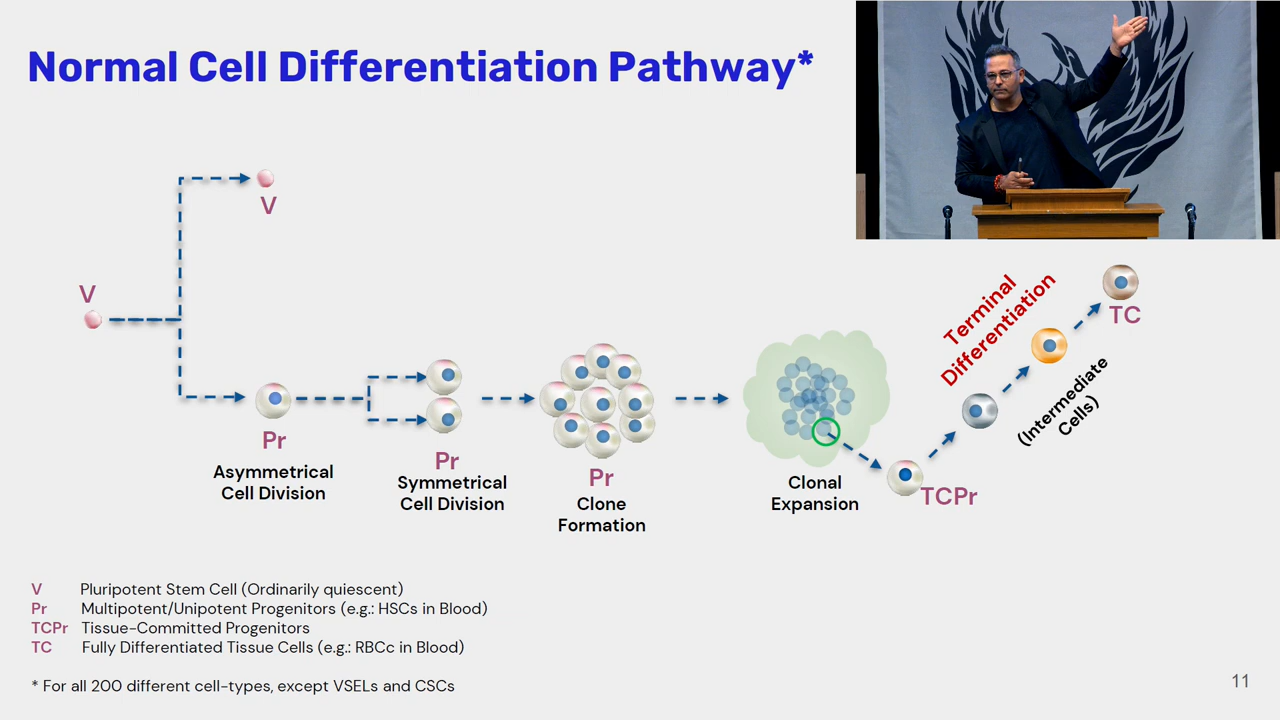 Normal Cell Differentiation Pathway*
V
V
Pr
Asymmetrical
Cell Division
Pr
Symmetrical
Cell Division
Pr
Clone
Formation
Clonal
Expansion
TCPr
Terminal
Differentiation
(Intermediate
Cells)
TC
V Pluripotent Stem Cell (Ordinarily quiescent)
Pr Multipotent/Unipotent Progenitors (e.g.: HSCs in Blood)
TCPr Tissue-Committed Progenitors
TC Fully Differentiated Tissue Cells (e.g.: RBCc in Blood)
* For all 200 different cell-types, except VSELs and CSCs
11